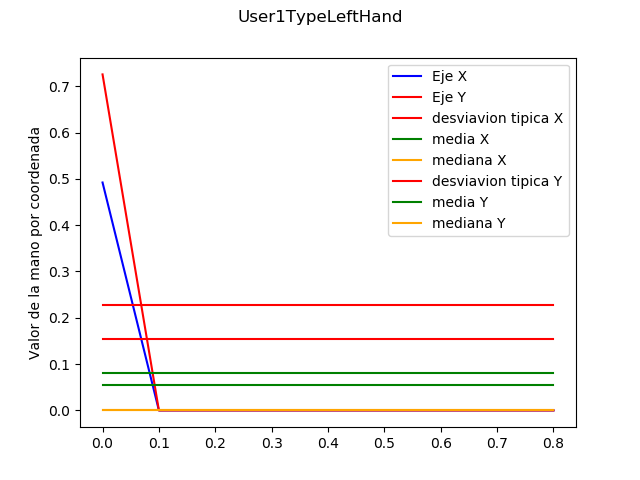 User1TypeLeftHand
Valor de la mano por coordenada
0.7
0.6
0.5
0.4
0.3
0.2
0.1
0.0
Eje X
Eje Y
desviavion tipica X
media X
mediana X
desviavion tipica Y
media Y
mediana Y
0.0 0.1 0.2 0.3 0.4 0.5 0.6 0.7 0.8